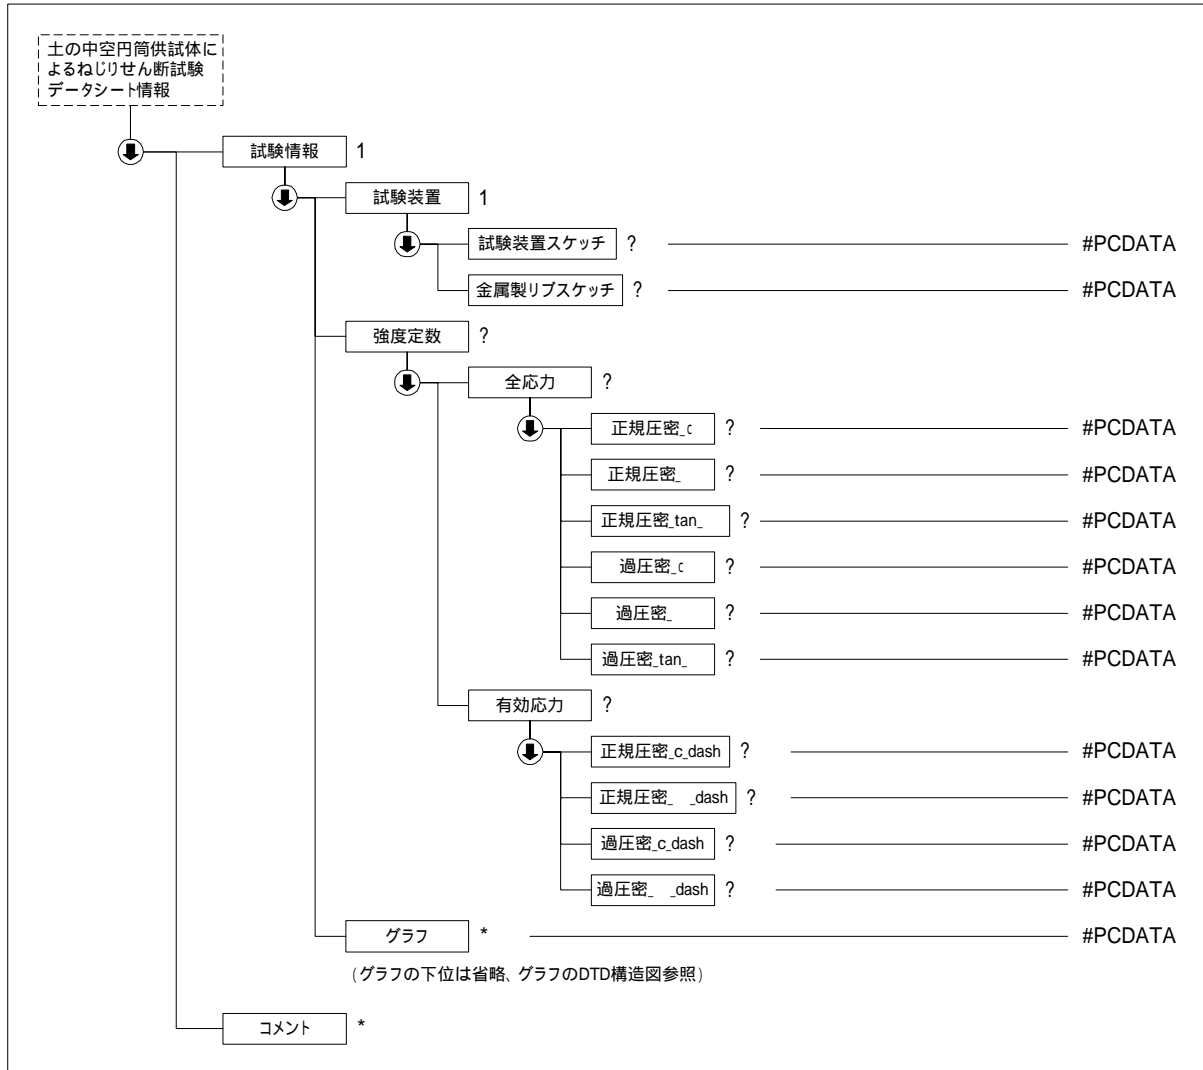 土の中空円筒供試体に
よるねじりせん断試験
データシート情報
試験情報 1
試験装置 1
試験装置スケッチ ? #PCDATA
金属製リブスケッチ ? #PCDATA
強度定数 ?
全応力 ?
正規圧密_c ? #PCDATA
正規圧密_ ? #PCDATA
正規圧密_tan_ ? #PCDATA
過圧密_c ? #PCDATA
過圧密_ ? #PCDATA
過圧密_tan_ ? #PCDATA
有効応力 ?
正規圧密_c_dash ? #PCDATA
正規圧密_ _dash ? #PCDATA
過圧密_c_dash ? #PCDATA
過圧密_ _dash ? #PCDATA
グラフ * #PCDATA
(グラフの下位は省略、グラフのDTD構造図参照)
コメント *